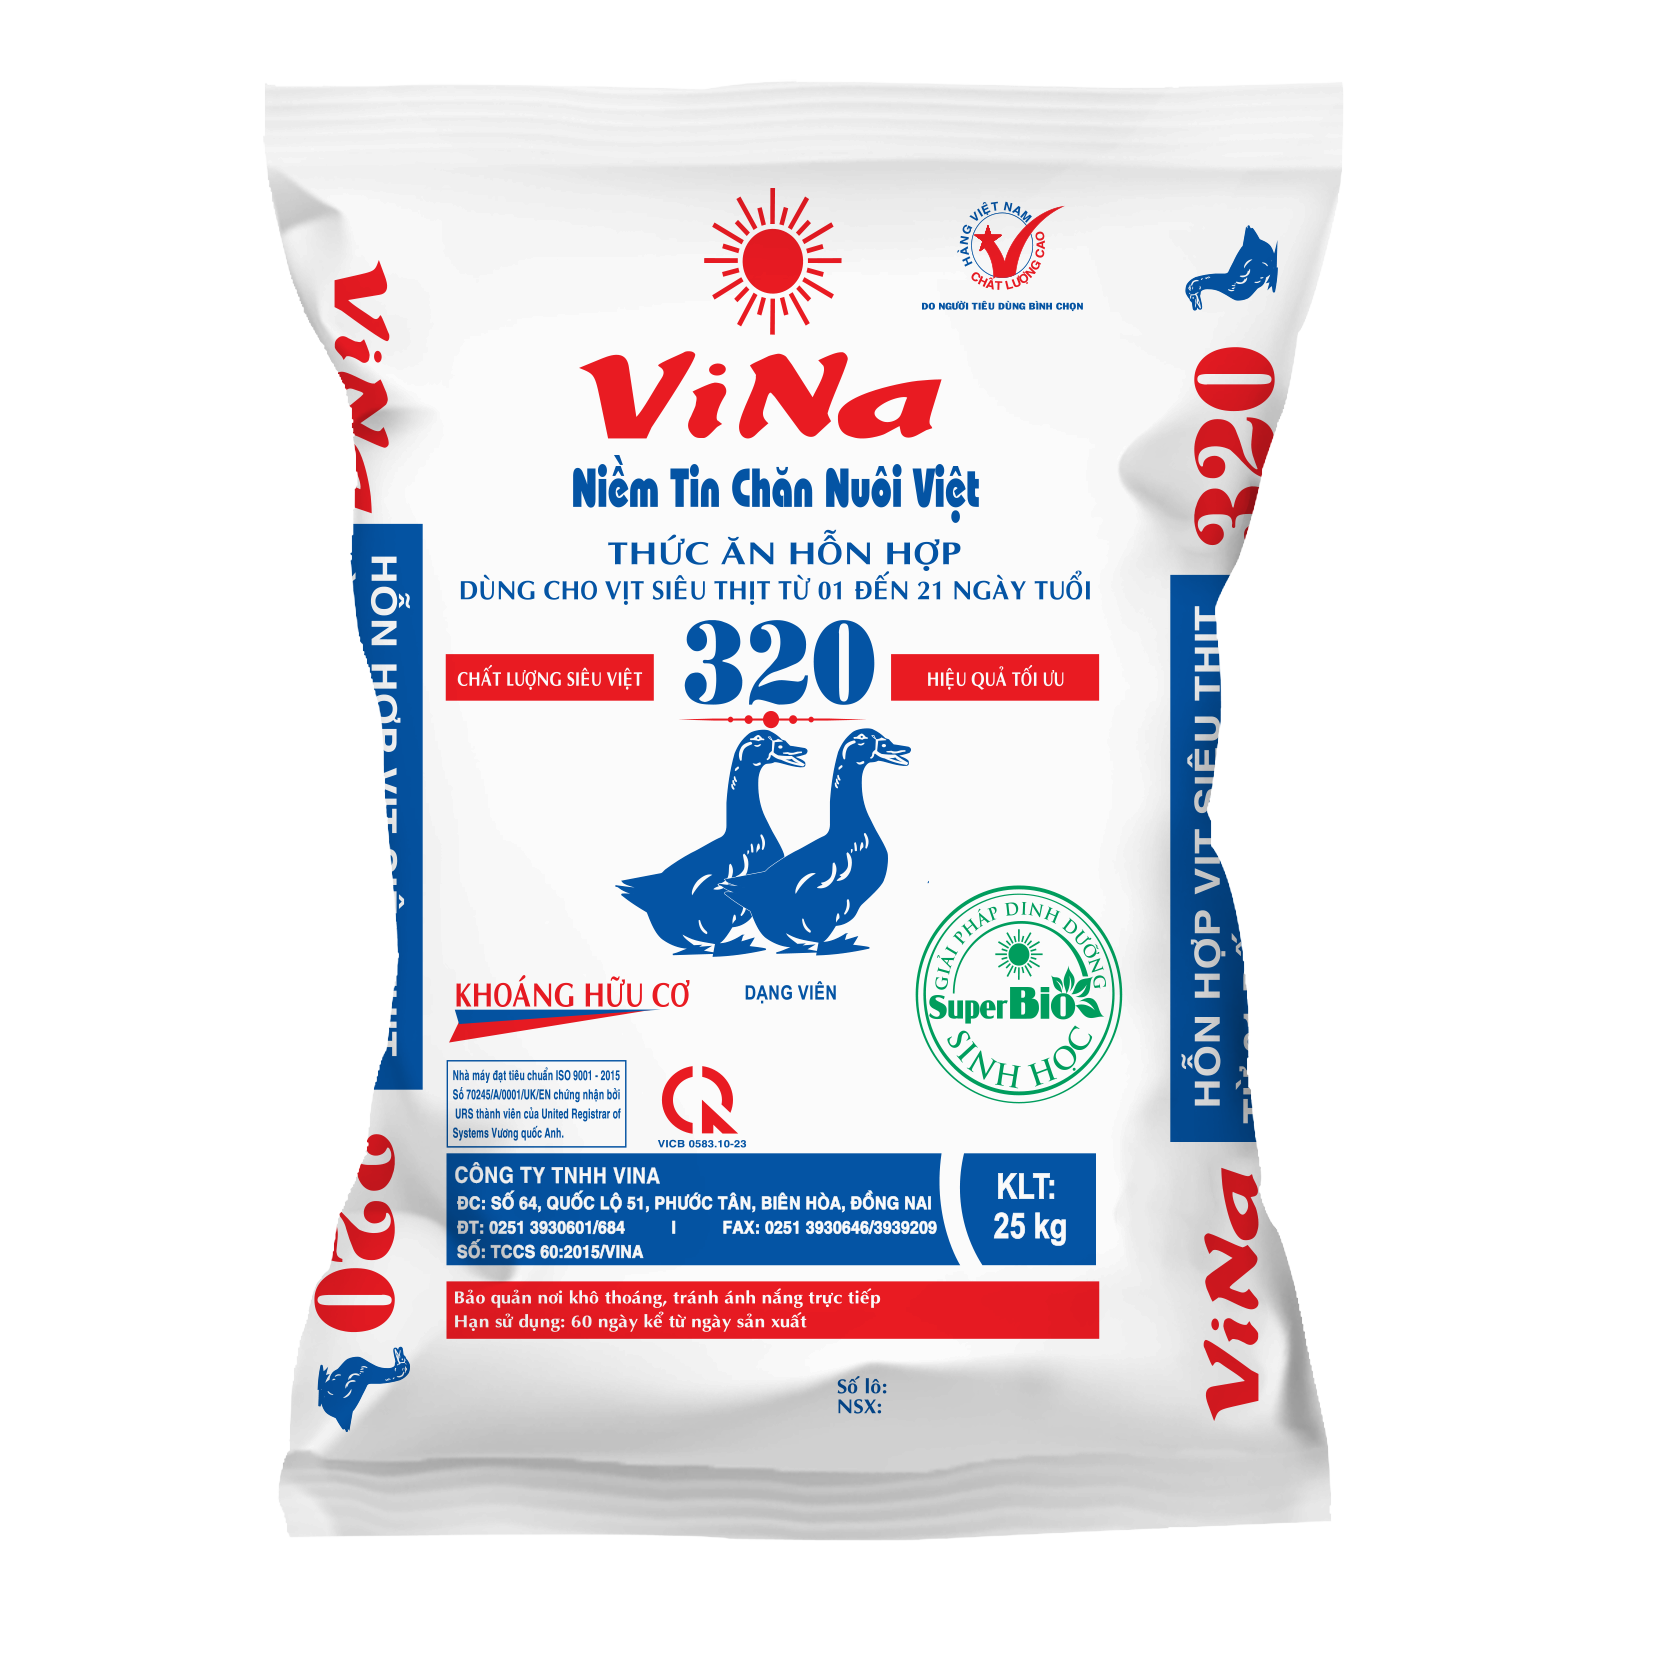 HÀNG VIỆT NAM
CHẤT LƯỢNG CAO
DO NGƯỜI TIÊU DÙNG BÌNH CHỌN
ViNa
Niềm Tin Chăn Nuôi Việt
THỨC ĂN HỖN HỢP
DÙNG CHO VỊT SIÊU THỊT TỪ 01 ĐẾN 21 NGÀY TUỔI
CHẤT LƯỢNG SIÊU VIỆT
320
HIỆU QUẢ TỐI ƯU
KHOÁNG HỮU CƠ
DẠNG VIÊN
GIẢI PHÁP DINH DƯỠNG
SuperBio
SINH HỌC
Nhà máy đạt tiêu chuẩn ISO 9001 - 2015
Số 70245/A/0001/UK/EN chứng nhận bởi
URS thành viên của United Registrar of
Systems Vương quốc Anh.
VICB 0583.10-23
CÔNG TY TNHH VINA
ĐC: SỐ 64, QUỐC LỘ 51, PHƯỚC TÂN, BIÊN HÒA, ĐỒNG NAI
ĐT: 0251 3930601/684 I FAX: 0251 3930646/3939209
SỐ: TCCS 60:2015/VINA
KLT:
25 kg
Bảo quản nơi khô thoáng, tránh ánh nắng trực tiếp
Hạn sử dụng: 60 ngày kể từ ngày sản xuất
Số lô:
NSX:
ViNa
HỖN HỢP VỊT
320
320
HỖN HỢP VỊT SIÊU THỊT
ViNa